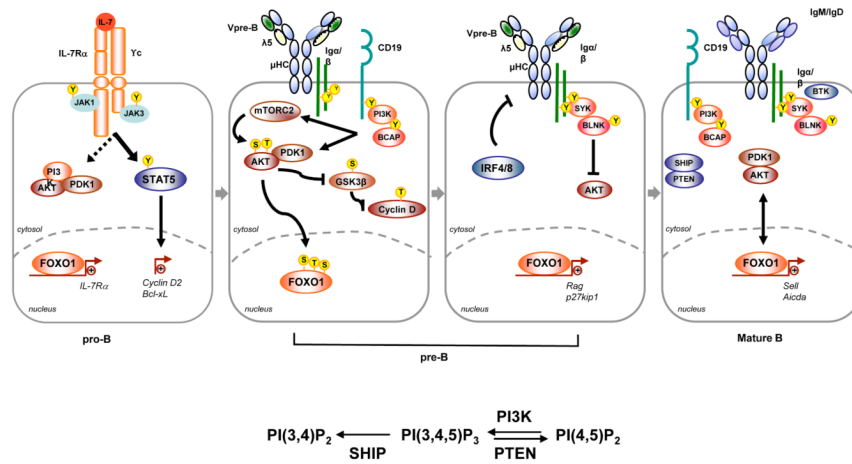 IL-7
IL-7Rα
Υc
Y
JAK1
Y
JAK3
PI3
K
AKT
PDK1
Y
STAT5
cytosol
FOXO1
IL-7Rα
Cyclin D2
Bcl-xL
nucleus
pro-B
Vpre-B
λ5
μHC
Igα/
β
CD19
Y
Y
Y
PI3K
Y
BCAP
mTORC2
S T
AKT
PDK1
S
GSK3β
T
Cyclin D
cytosol
S T S
FOXO1
nucleus
Vpre-B
λ5
μHC
Igα/
β
Y
SYK
Y
BLNK
Y
IRF4/8
AKT
cytosol
FOXO1
Rag
p27kip1
nucleus
pre-B
IgM/IgD
CD19
Igα/
β
BTK
Y
PI3K
Y
BCAP
Y
Y
SYK
Y
BLNK
Y
SHIP
PTEN
PDK1
AKT
cytosol
FOXO1
Sell
Aicda
nucleus
Mature B
PI3K
PI(3,4)P2
PI(3,4,5)P3
PI(4,5)P2
SHIP
PTEN